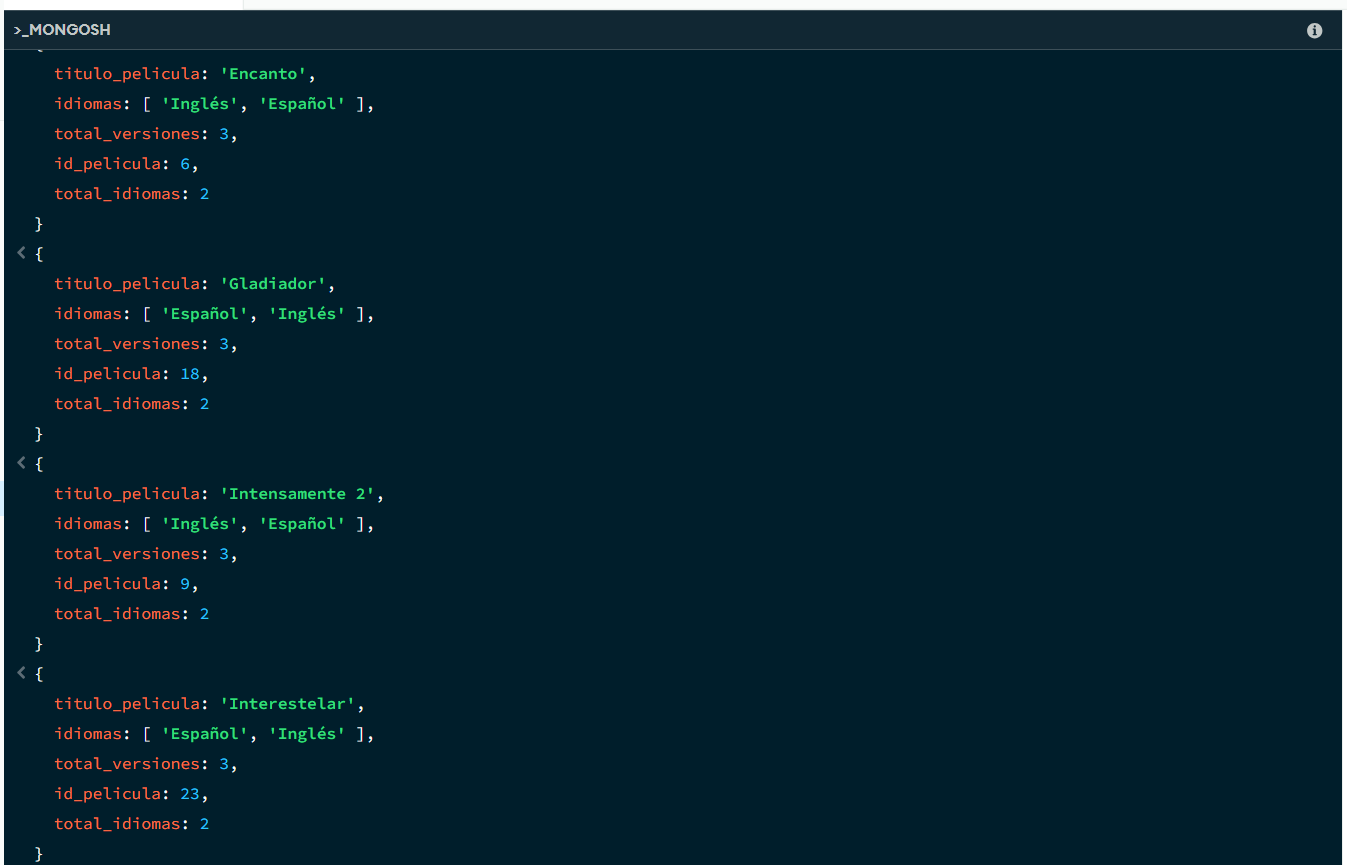 >_MONGOSH
{
titulo_pelicula: 'Encanto',
idiomas: [ 'Inglés', 'Español' ],
total_versiones: 3,
id_pelicula: 6,
total_idiomas: 2
}
< {
titulo_pelicula: 'Gladiador',
idiomas: [ 'Español', 'Inglés' ],
total_versiones: 3,
id_pelicula: 18,
total_idiomas: 2
}
< {
titulo_pelicula: 'Intensamente 2',
idiomas: [ 'Inglés', 'Español' ],
total_versiones: 3,
id_pelicula: 9,
total_idiomas: 2
}
< {
titulo_pelicula: 'Interestelar',
idiomas: [ 'Español', 'Inglés' ],
total_versiones: 3,
id_pelicula: 23,
total_idiomas: 2
}